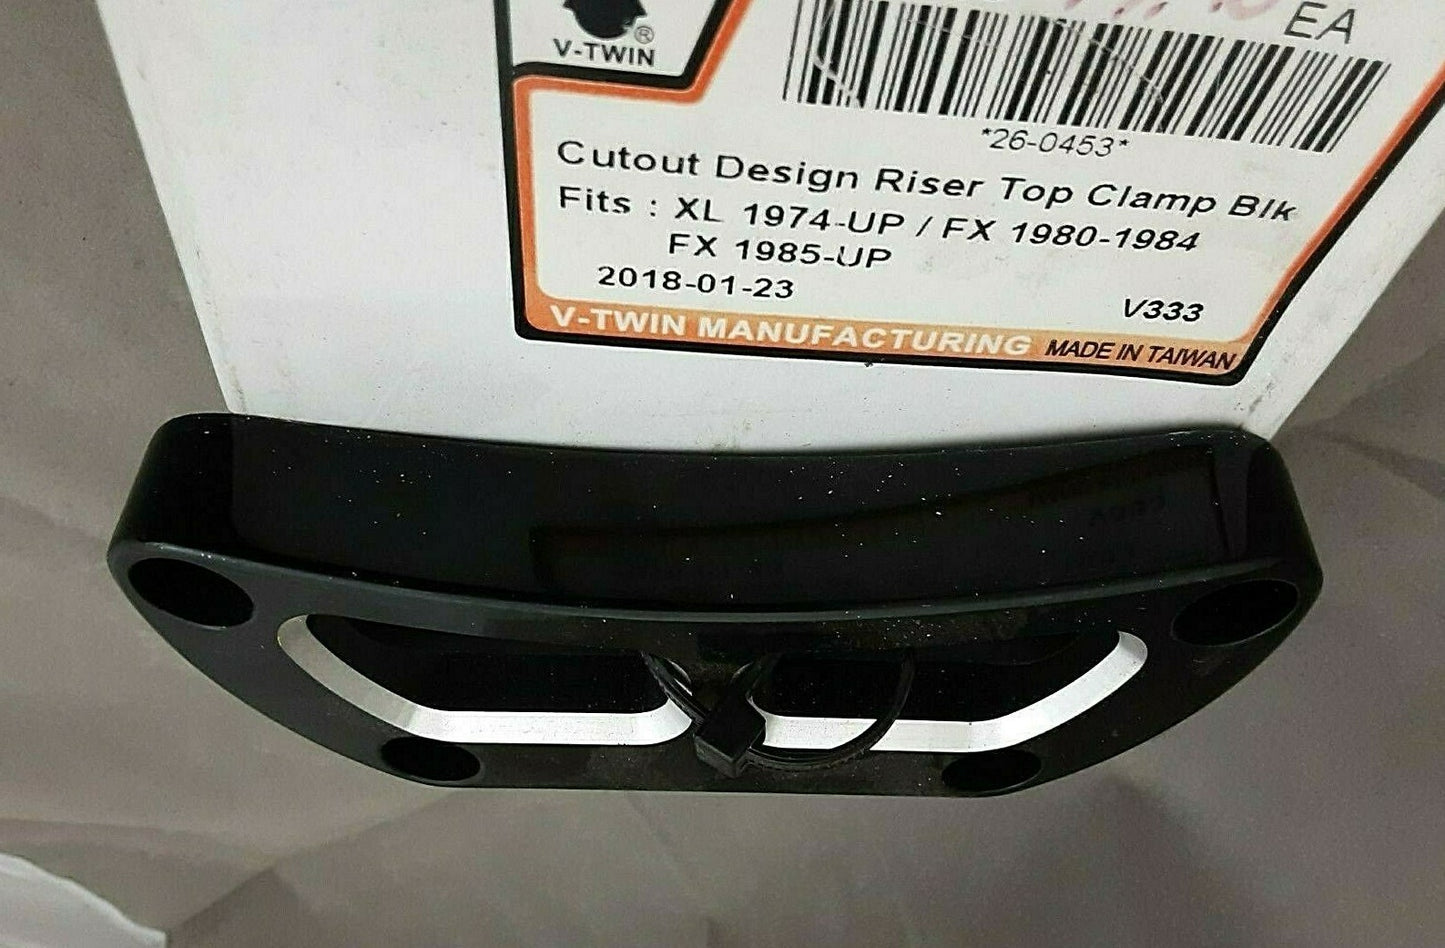 EA
®
V-TWIN
*26-0453*
Cutout Design Riser Top Clamp Blk
Fits : XL 1974-UP / FX 1980-1984
FX 1985-UP
2018-01-23
V333
V-TWIN MANUFACTURING MADE IN TAIWAN